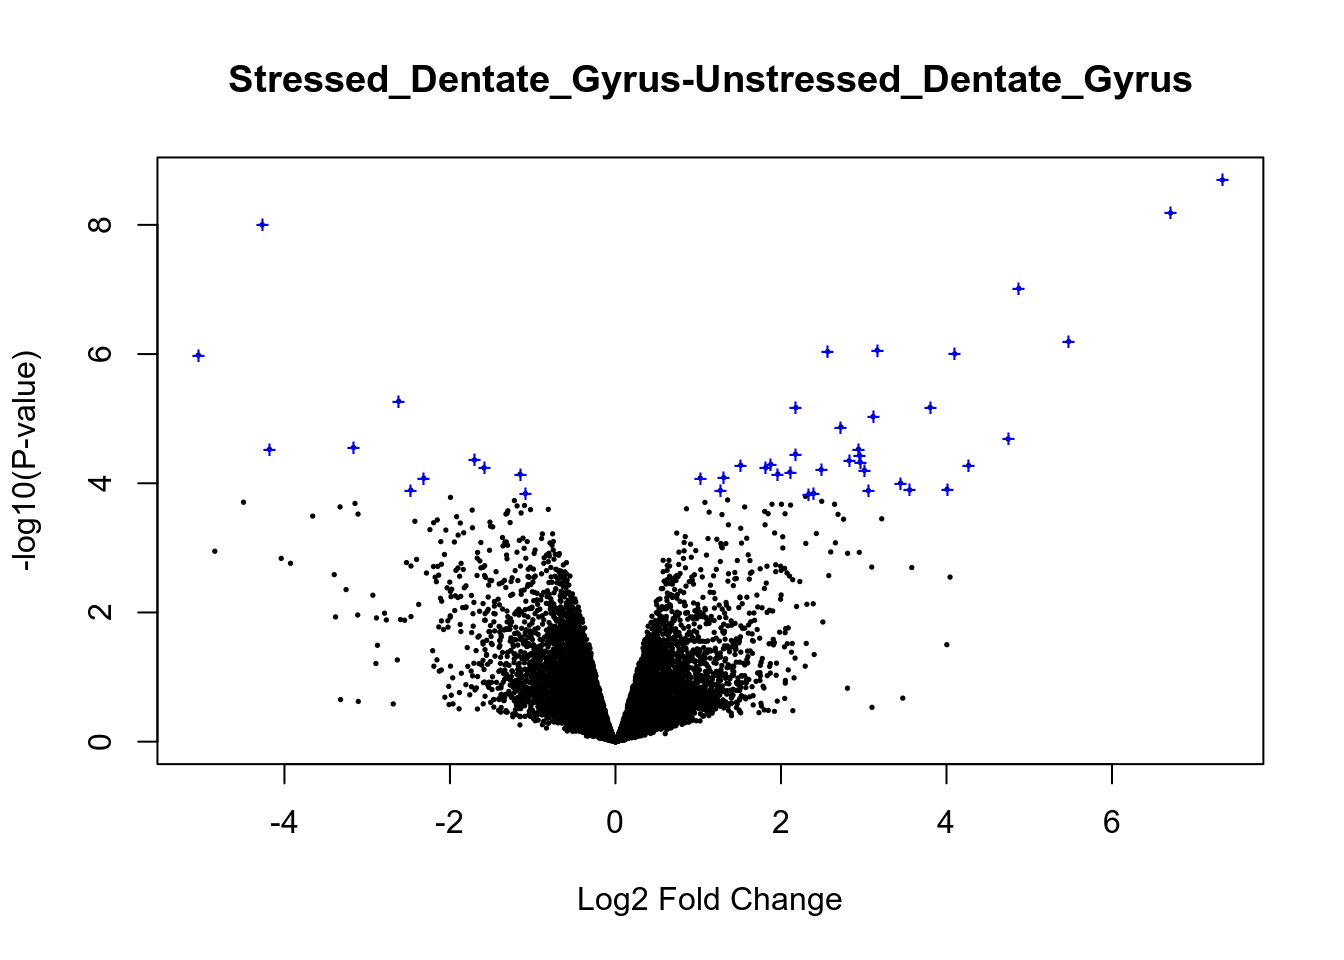 Stressed_Dentate_Gyrus-Unstressed_Dentate_Gyrus
-log10(P-value)
8
6
4
2
0
-4 -2 0 2 4 6
Log2 Fold Change